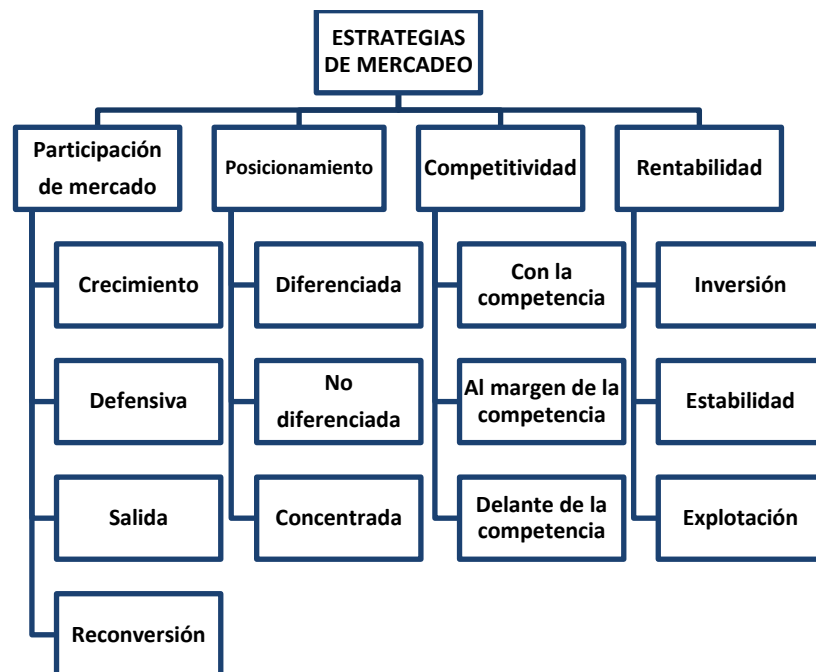 ESTRATEGIAS
DE MERCADEO
Participación
de mercado
Posicionamiento
Competitividad
Rentabilidad
Crecimiento
Diferenciada
Con la
competencia
Inversión
Defensiva
No
diferenciada
Al margen de la
competencia
Estabilidad
Salida
Concentrada
Delante de la
competencia
Explotación
Reconversión